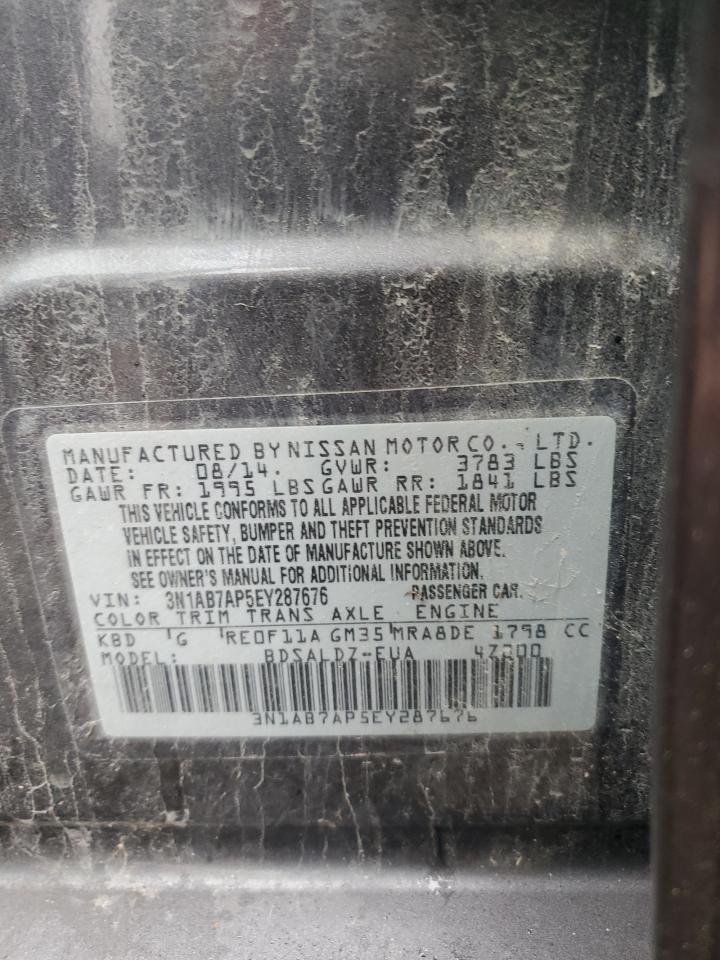 MANUFACTURED BY NISSAN MOTOR CO., LTD.
DATE: 08/14. GVWR: 3783 LBS
GAWR FR: 1995 LBS GAWR RR: 1841 LBS
THIS VEHICLE CONFORMS TO ALL APPLICABLE FEDERAL MOTOR
VEHICLE SAFETY, BUMPER AND THEFT PREVENTION STANDARDS
IN EFFECT ON THE DATE OF MANUFACTURE SHOWN ABOVE.
SEE OWNER'S MANUAL FOR ADDITIONAL INFORMATION.
VIN: 3N1AB7AP5EY287676 PASSENGER CAR.
COLOR TRIM TRANS AXLE ENGINE
KBD G RE0F11A GM35 MRA8DE 1798 CC
MODEL: BDSALDZ-EUA 4Z200
3N1AB7AP5EY287676